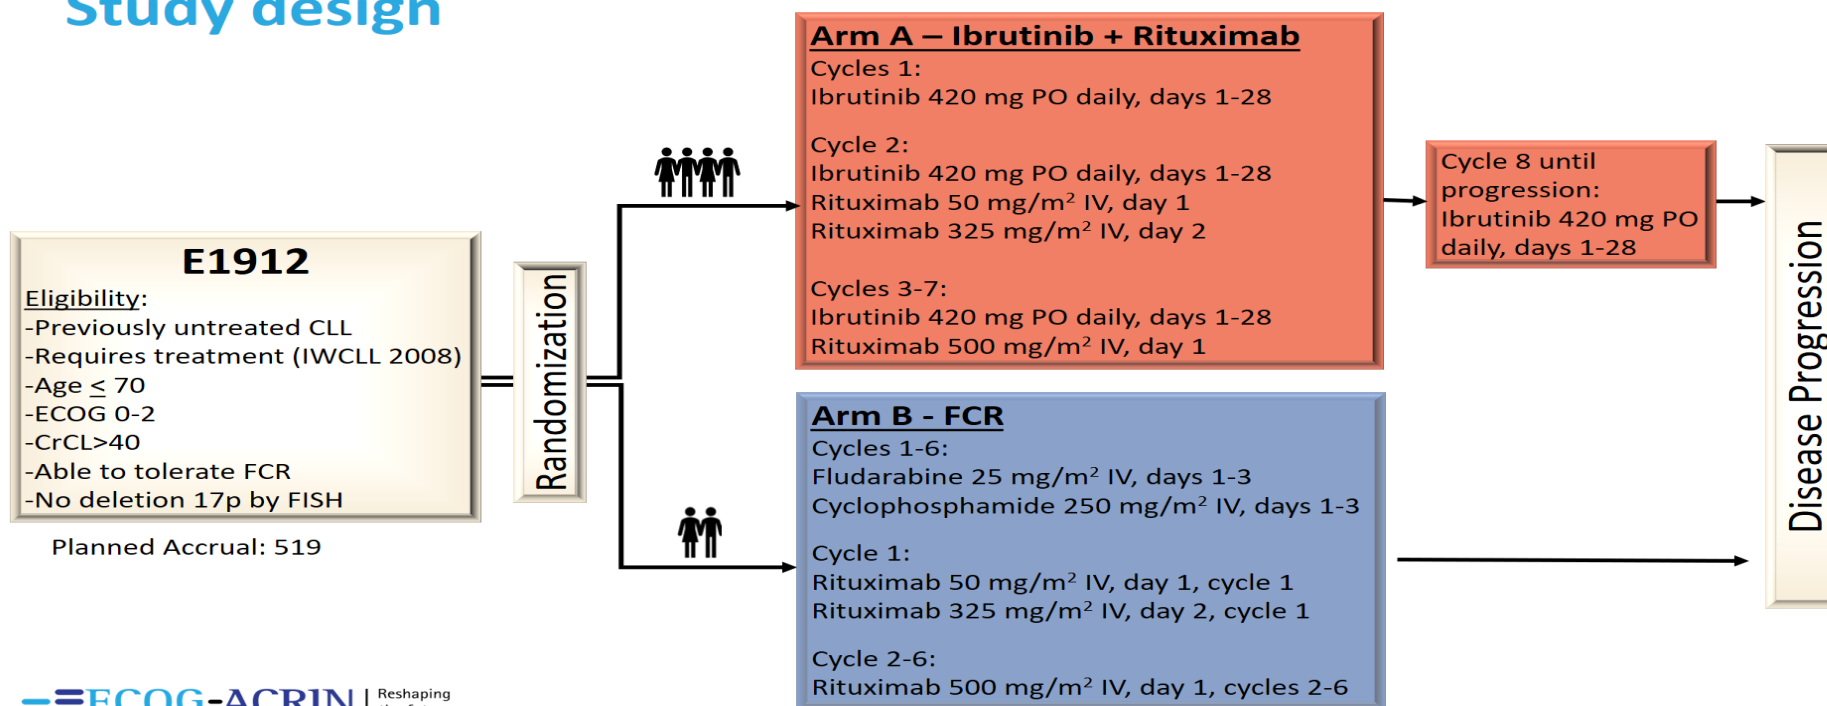 Study design
E1912
Eligibility:
-Previously untreated CLL
-Requires treatment (IWCLL 2008)
-Age ≤ 70
-ECOG 0-2
-CrCL>40
-Able to tolerate FCR
-No deletion 17p by FISH
Planned Accrual: 519
Randomization
Arm A – Ibrutinib + Rituximab
Cycles 1:
Ibrutinib 420 mg PO daily, days 1-28
Cycle 2:
Ibrutinib 420 mg PO daily, days 1-28
Rituximab 50 mg/m² IV, day 1
Rituximab 325 mg/m² IV, day 2
Cycles 3-7:
Ibrutinib 420 mg PO daily, days 1-28
Rituximab 500 mg/m² IV, day 1
Cycle 8 until
progression:
Ibrutinib 420 mg PO
daily, days 1-28
Arm B - FCR
Cycles 1-6:
Fludarabine 25 mg/m² IV, days 1-3
Cyclophosphamide 250 mg/m² IV, days 1-3
Cycle 1:
Rituximab 50 mg/m² IV, day 1, cycle 1
Rituximab 325 mg/m² IV, day 2, cycle 1
Cycle 2-6:
Rituximab 500 mg/m² IV, day 1, cycles 2-6
Disease Progression
ECOG-ACRIN
Reshaping